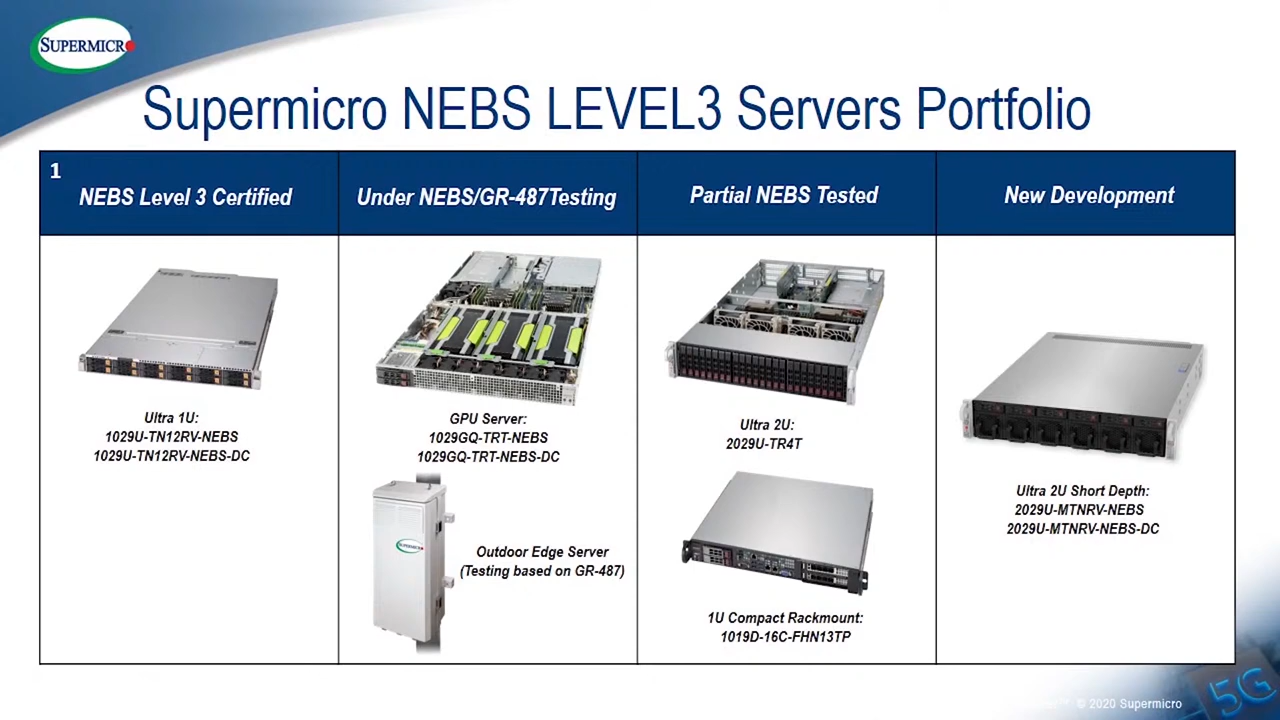 SUPERMICR
Supermicro NEBS LEVEL3 Servers Portfolio
1
NEBS Level 3 Certified
Under NEBS/GR-487Testing
Partial NEBS Tested
New Development
Ultra 1U:
1029U-TN12RV-NEBS
1029U-TN12RV-NEBS-DC
GPU Server:
1029GQ-TRT-NEBS
1029GQ-TRT-NEBS-DC
SUPERMICR
Outdoor Edge Server
(Testing based on GR-487)
Ultra 2U:
2029U-TR4T
1U Compact Rackmount:
1019D-16C-FHN13TP
Ultra 2U Short Depth:
2029U-MTNRV-NEBS
2029U-MTNRV-NEBS-DC
© 2020 Supermicro
5G